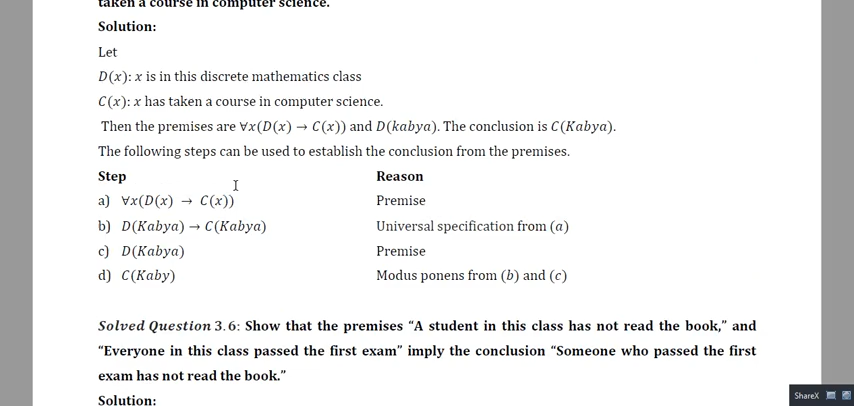 taken a course in computer science.
Solution:
Let
D(x): x is in this discrete mathematics class
C(x): x has taken a course in computer science.
Then the premises are ∀x(D(x) → C(x)) and D(kabya). The conclusion is C(Kabya).
The following steps can be used to establish the conclusion from the premises.
Step Reason
a) ∀x(D(x) → C(x)) Premise
b) D(Kabya) → C(Kabya) Universal specification from (a)
c) D(Kabya) Premise
d) C(Kaby) Modus ponens from (b) and (c)
Solved Question 3.6: Show that the premises “A student in this class has not read the book,” and
“Everyone in this class passed the first exam” imply the conclusion “Someone who passed the first
exam has not read the book.”
Solution:
ShareX